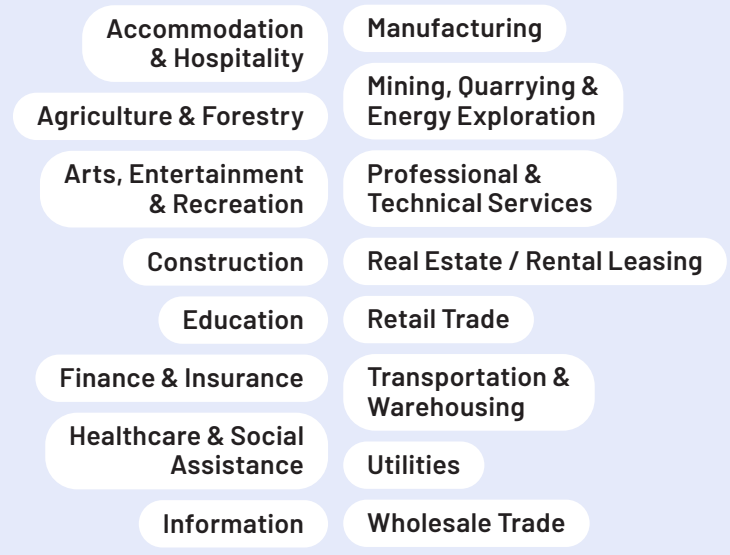 Accommodation
& Hospitality
Agriculture & Forestry
Arts, Entertainment
& Recreation
Construction
Education
Finance & Insurance
Healthcare & Social
Assistance
Information
Manufacturing
Mining, Quarrying &
Energy Exploration
Professional &
Technical Services
Real Estate / Rental Leasing
Retail Trade
Transportation &
Warehousing
Utilities
Wholesale Trade